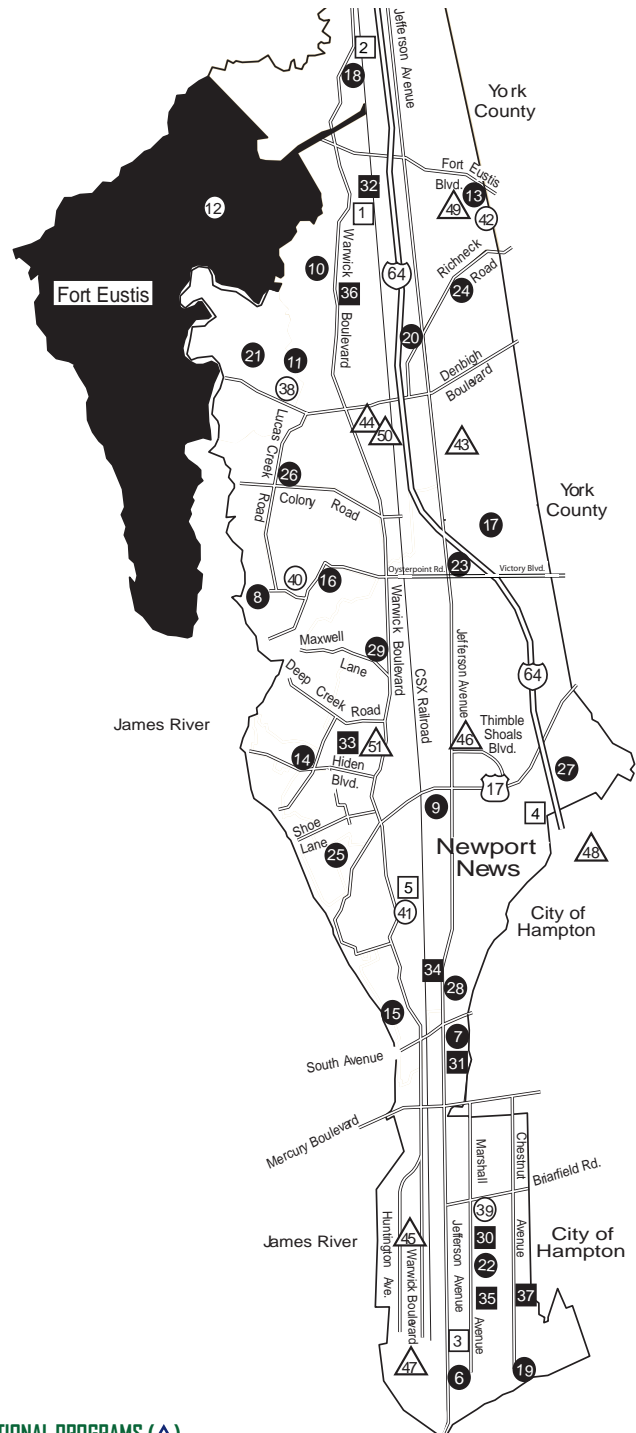 2
Jefferson Avenue
18
York
County
Fort Eustis
Blvd.
32
13
12
1
49
42
Warwick
Boulevard
10
64
Richneck
Road
Fort Eustis
36
24
20
21
11
Denbigh
Boulevard
38
44
50
Lucas Creek
Road
43
26
Colony Road
17
York
County
Oysterpoint Rd.
23
Victory Blvd.
40
16
8
Warwick Boulevard
Maxwell
Lane
29
CSX Railroad
Jefferson Avenue
64
Deep Creek Road
James River
33
51
46
Thimble
Shoals
Blvd.
14
Hiden
Blvd.
27
17
9
4
Shoe
Lane
Newport
News
25
48
5
41
City of
Hampton
34
28
15
7
South Avenue
31
Mercury Boulevard
Marshall
Avenue
Chestnut
Avenue
Briarfield Rd.
39
James River
Huntington Ave.
45
Warwick Boulevard
Jefferson Avenue
30
City of
Hampton
22
35
37
3
47
6
19
TIONAL PROGRAMS (△)